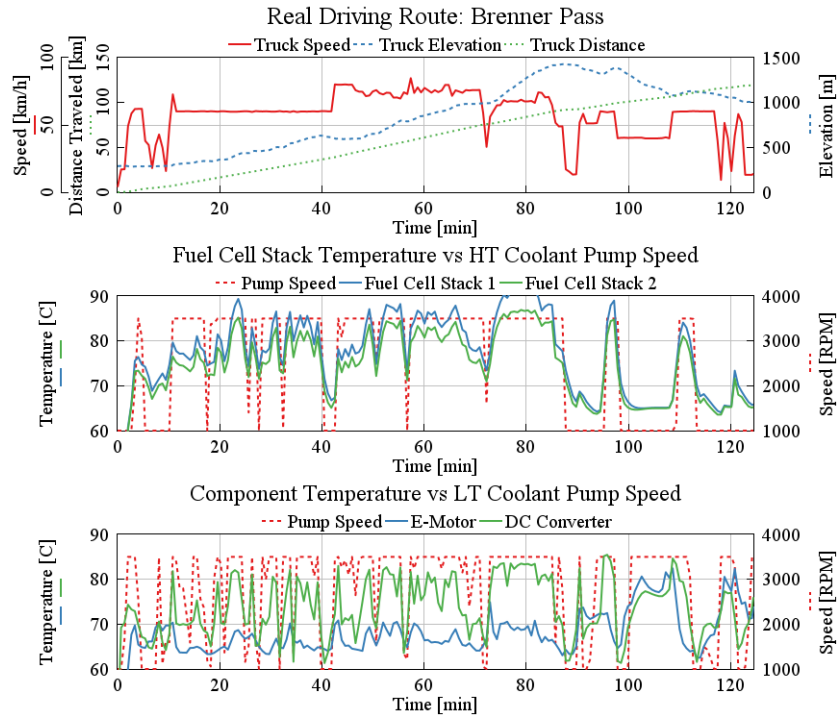 Real Driving Route: Brenner Pass
Truck Speed Truck Elevation Truck Distance
Speed [km/h]
100
50
0
Distance Traveled [km]
150
100
50
0
Elevation [m]
1500
1000
500
0
0 20 40 60 80 100 120
Time [min]
Fuel Cell Stack Temperature vs HT Coolant Pump Speed
Pump Speed Fuel Cell Stack 1 Fuel Cell Stack 2
Temperature [C]
90
80
70
60
Speed [RPM]
4000
3000
2000
1000
0 20 40 60 80 100 120
Time [min]
Component Temperature vs LT Coolant Pump Speed
Pump Speed E-Motor DC Converter
Temperature [C]
90
80
70
60
Speed [RPM]
4000
3000
2000
1000
0 20 40 60 80 100 120
Time [min]